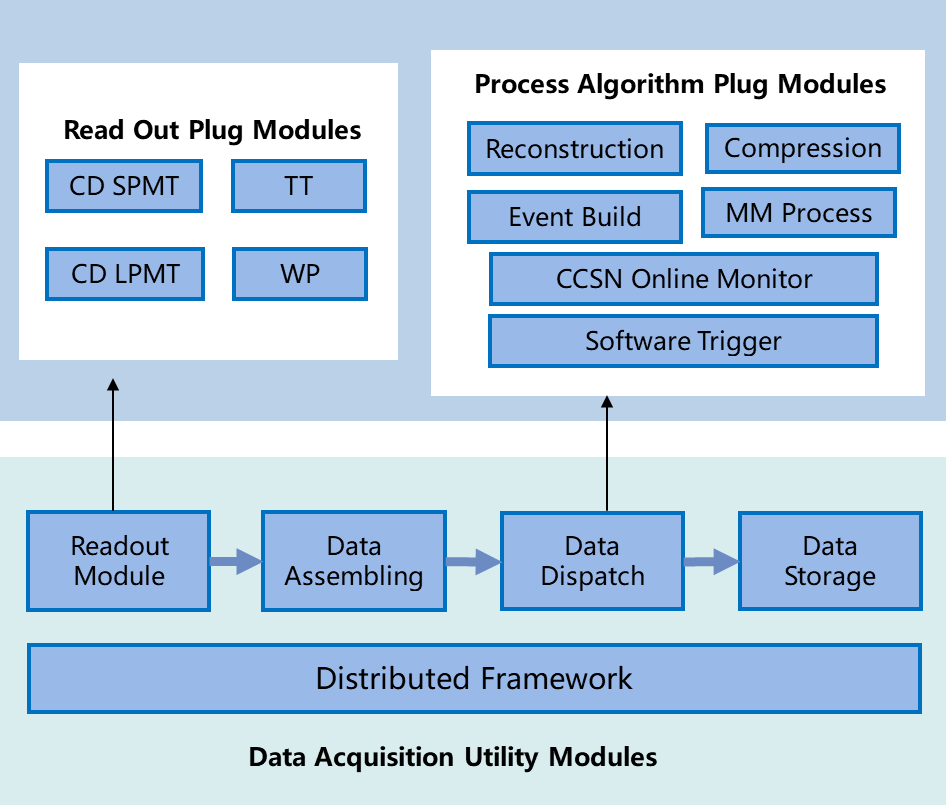 Read Out Plug Modules
CD SPMT
TT
CD LPMT
WP
Process Algorithm Plug Modules
Reconstruction
Compression
Event Build
MM Process
CCSN Online Monitor
Software Trigger
Readout
Module
Data
Assembling
Data
Dispatch
Data
Storage
Distributed Framework
Data Acquisition Utility Modules